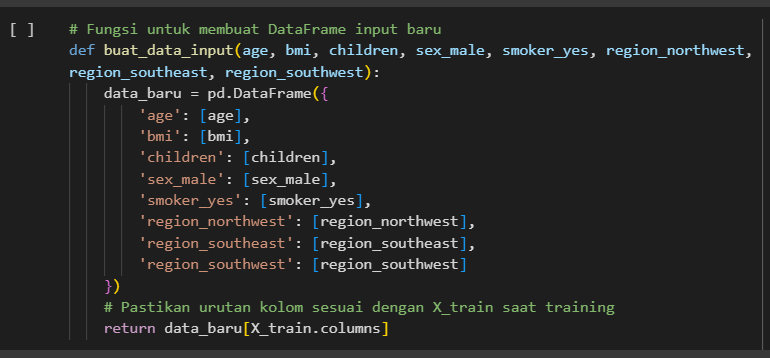 [ ] # Fungsi untuk membuat DataFrame input baru
def buat_data_input(age, bmi, children, sex_male, smoker_yes, region_northwest,
region_southeast, region_southwest):
    data_baru = pd.DataFrame({
        'age': [age],
        'bmi': [bmi],
        'children': [children],
        'sex_male': [sex_male],
        'smoker_yes': [smoker_yes],
        'region_northwest': [region_northwest],
        'region_southeast': [region_southeast],
        'region_southwest': [region_southwest]
    })
    # Pastikan urutan kolom sesuai dengan X_train saat training
    return data_baru[X_train.columns]